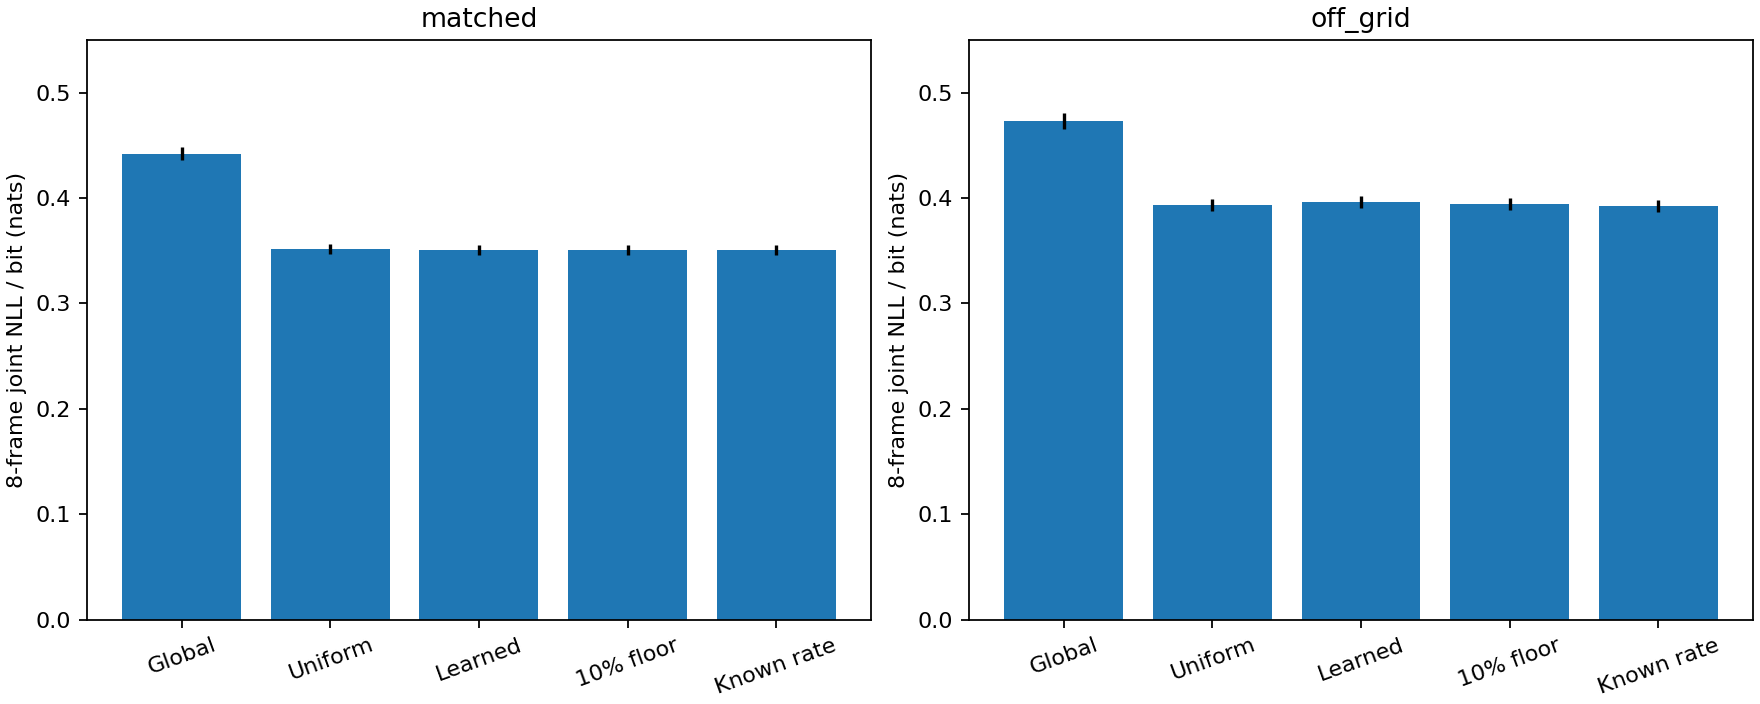 matched
8-frame joint NLL / bit (nats)
0.5
0.4
0.3
0.2
0.1
0.0
Global
Uniform
Learned
10% floor
Known rate
off_grid
8-frame joint NLL / bit (nats)
0.5
0.4
0.3
0.2
0.1
0.0
Global
Uniform
Learned
10% floor
Known rate